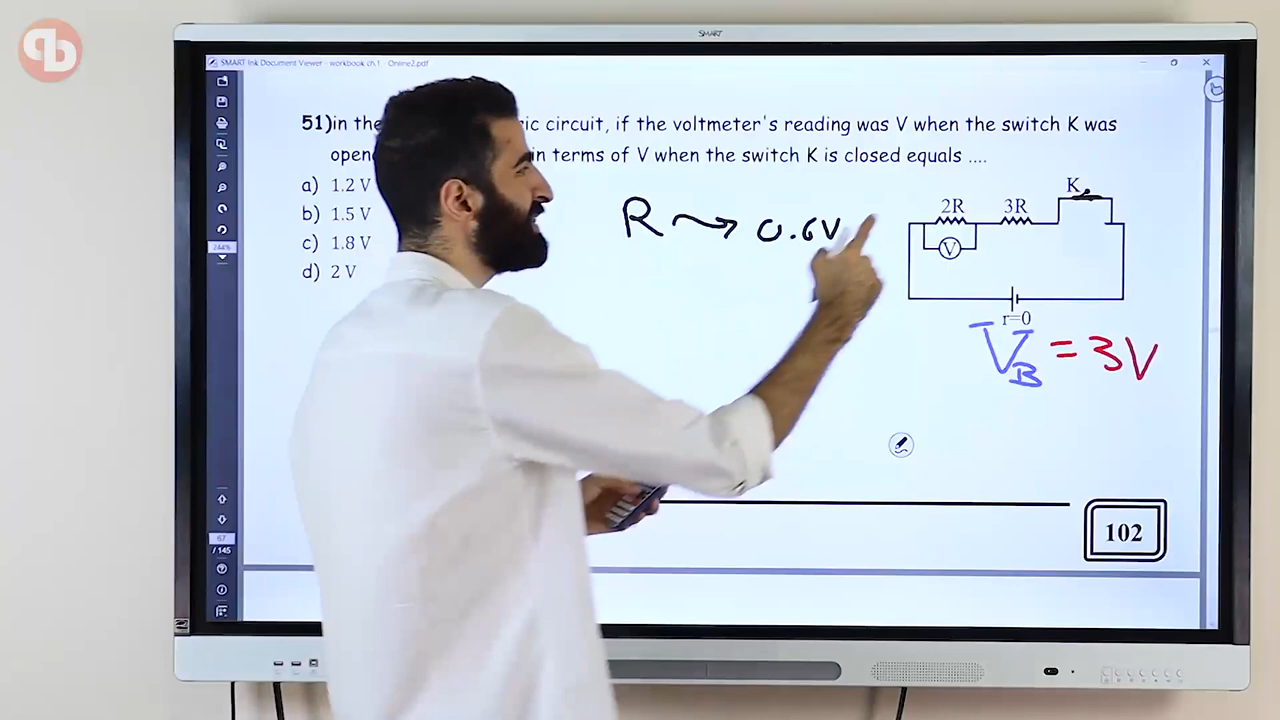 SMART
SMART Ink Document Viewer - workbook ch.1 - Online2.pdf
51)in the ic circuit, if the voltmeter's reading was V when the switch K was
in terms of V when the switch K is closed equals ....
a) 1.2 V
b) 1.5 V
c) 1.8 V
d) 2 V
R 0.6V
K
2R 3R
V
r=0
VB = 3V
244%
67
/ 145
102